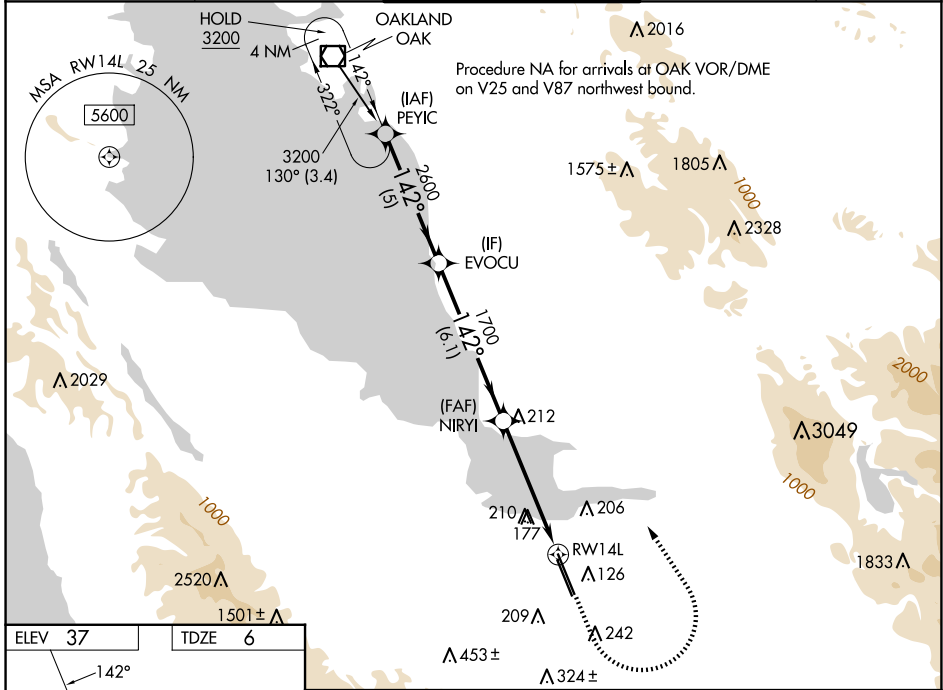 HOLD
3200
4 NM
OAKLAND
OAK
2016
Procedure NA for arrivals at OAK VOR/DME
on V25 and V87 northwest bound.
MSA RW14L 25 NM
5600
142°
322°
(IAF)
PEYIC
3200
130° (3.4)
2600
142°
(5)
1575 ±
1805
1000
2328
(IF)
EVOCU
1700
142°
(6.1)
2029
2000
(FAF)
NIRYI
212
3049
1000
1000
210
177
206
RW14L
126
1833
2520
1501 ±
209
242
453 ±
324 ±
ELEV 37
TDZE 6
142°